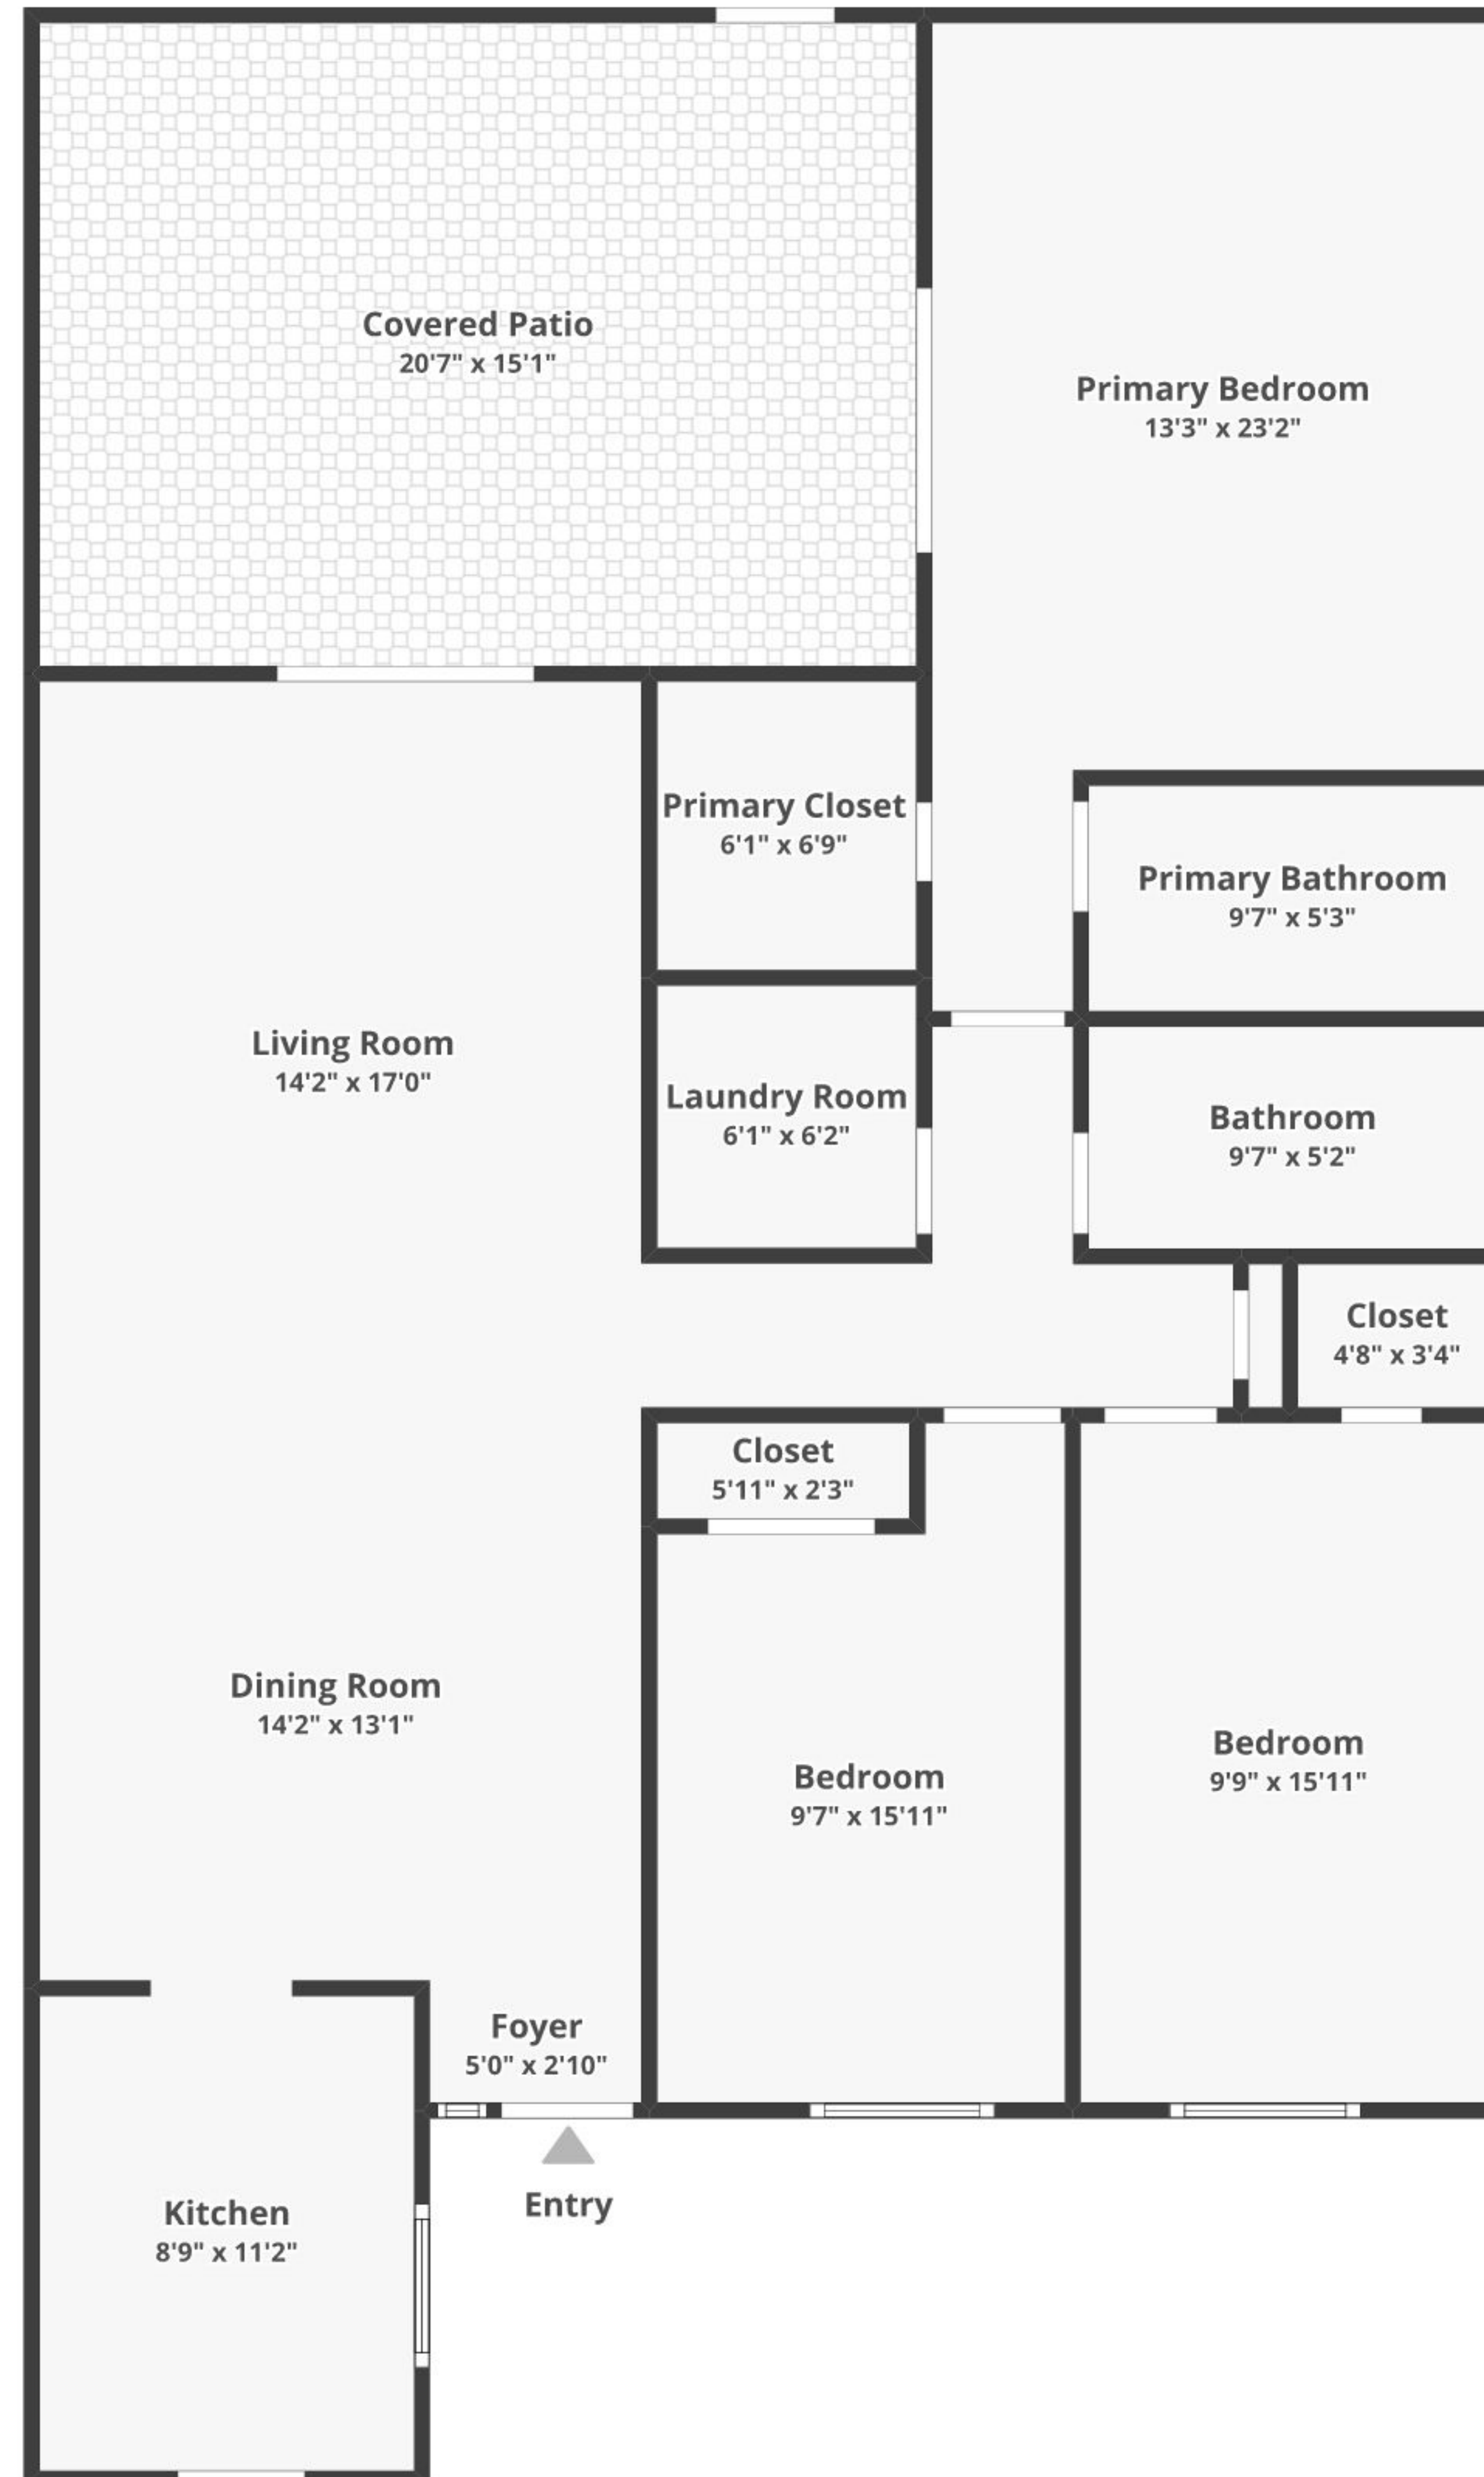 Covered Patio
20'7" x 15'1"
Primary Bedroom
13'3" x 23'2"
Primary Closet
6'1" x 6'9"
Primary Bathroom
9'7" x 5'3"
Living Room
14'2" x 17'0"
Laundry Room
6'1" x 6'2"
Bathroom
9'7" x 5'2"
Closet
4'8" x 3'4"
Closet
5'11" x 2'3"
Dining Room
14'2" x 13'1"
Bedroom
9'7" x 15'11"
Bedroom
9'9" x 15'11"
Foyer
5'0" x 2'10"
Entry
Kitchen
8'9" x 11'2"